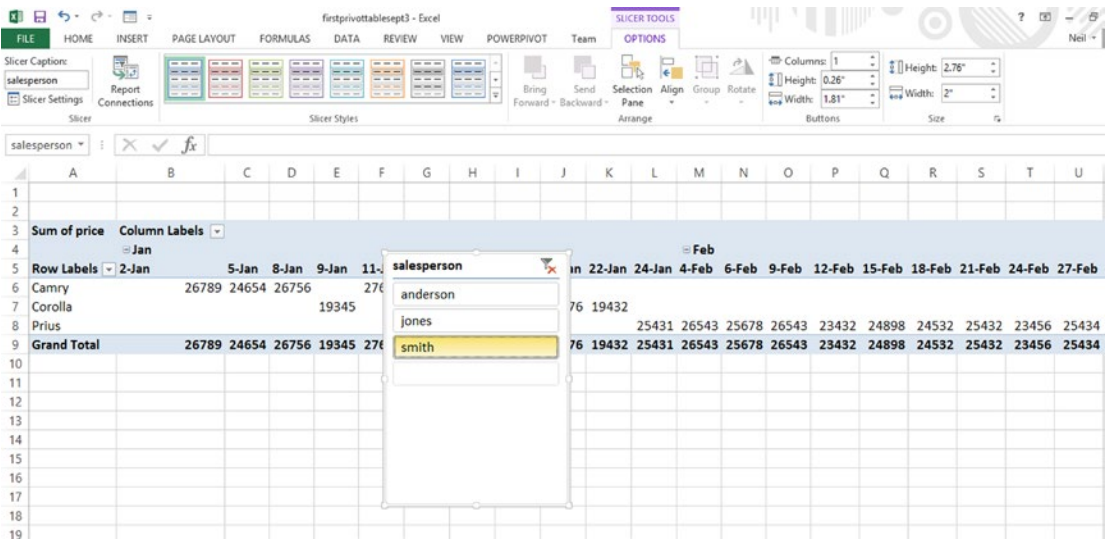 firstprivottablesept3 - Excel
SLICER TOOLS
?
FILE HOME INSERT PAGE LAYOUT FORMULAS DATA REVIEW VIEW POWERPIVOT Team OPTIONS Neil
Slicer Caption:
salesperson
Slicer Settings
Report Connections
Slicer
Slicer Styles
Bring Forward
Send Backward
Selection Pane
Align
Group
Rotate
Arrange
Columns: 1
Height: 0.26"
Width: 1.81"
Buttons
Height: 2.76"
Width: 2"
Size
salesperson fx
A B C D E F G H I J K L M N O P Q R S T U
1
2
3 Sum of price Column Labels
4 Jan Feb
5 Row Labels 2-Jan 5-Jan 8-Jan 9-Jan 11- 22-Jan 24-Jan 4-Feb 6-Feb 9-Feb 12-Feb 15-Feb 18-Feb 21-Feb 24-Feb 27-Feb
6 Camry 26789 24654 26756
7 Corolla 19345 19432
8 Prius 25431 26543 25678 26543 23432 24898 24532 25432 23456 25434
9 Grand Total 26789 24654 26756 19345 19432 25431 26543 25678 26543 23432 24898 24532 25432 23456 25434
10
11
12
13
14
15
16
17
18
19
salesperson
anderson
jones
smith